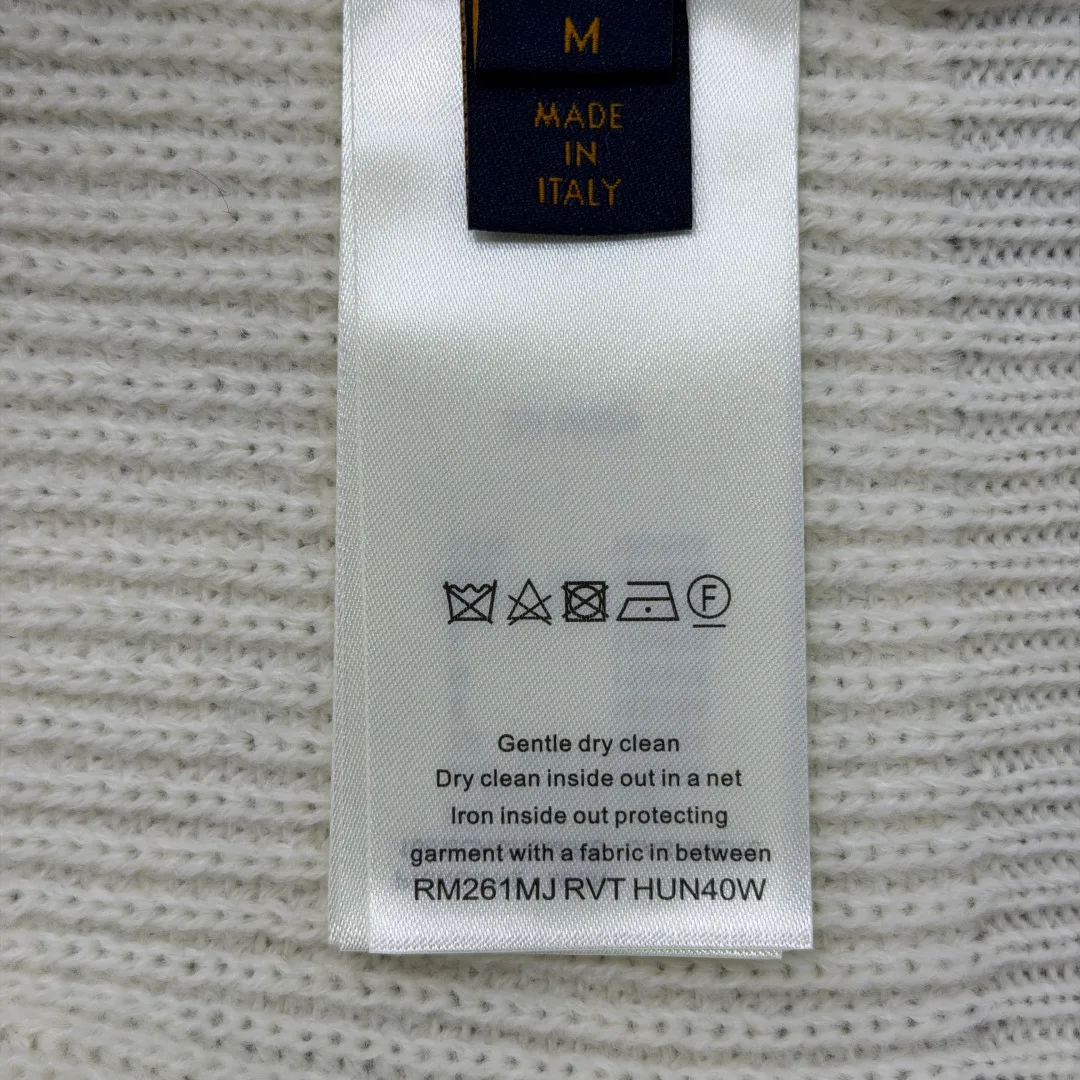 M
MADE
IN
ITALY
F
Gentle dry clean
Dry clean inside out in a net
Iron inside out protecting
garment with a fabric in between
RM261MJ RVT HUN40W